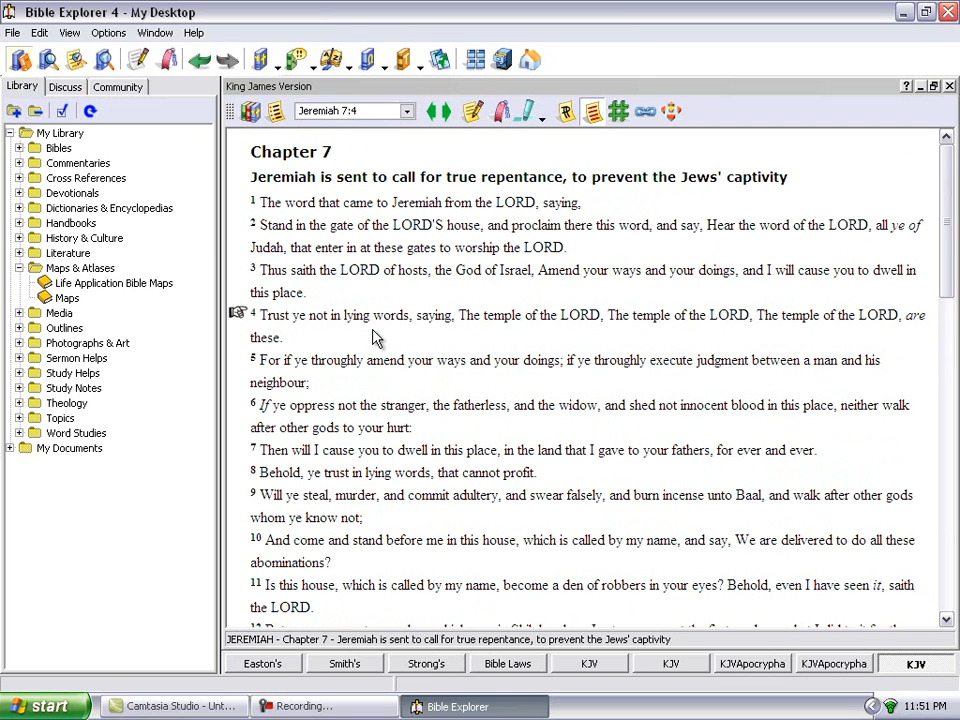 Bible Explorer 4 - My Desktop
File Edit View Options Window Help
Library Discuss Community
My Library
Bibles
Commentaries
Cross References
Devotionals
Dictionaries & Encyclopedias
Handbooks
History & Culture
Literature
Maps & Atlases
Life Application Bible Maps
Maps
Media
Outlines
Photographs & Art
Sermon Helps
Study Helps
Study Notes
Theology
Topics
Word Studies
My Documents
King James Version
Jeremiah 7:4
Chapter 7
Jeremiah is sent to call for true repentance, to prevent the Jews' captivity
1 The word that came to Jeremiah from the LORD, saying,
2 Stand in the gate of the LORD'S house, and proclaim there this word, and say, Hear the word of the LORD, all ye of
Judah, that enter in at these gates to worship the LORD.
3 Thus saith the LORD of hosts, the God of Israel, Amend your ways and your doings, and I will cause you to dwell in
this place.
4 Trust ye not in lying words, saying, The temple of the LORD, The temple of the LORD, The temple of the LORD, are
these.
5 For if ye throughly amend your ways and your doings; if ye throughly execute judgment between a man and his
neighbour;
6 If ye oppress not the stranger, the fatherless, and the widow, and shed not innocent blood in this place, neither walk
after other gods to your hurt:
7 Then will I cause you to dwell in this place, in the land that I gave to your fathers, for ever and ever.
8 Behold, ye trust in lying words, that cannot profit.
9 Will ye steal, murder, and commit adultery, and swear falsely, and burn incense unto Baal, and walk after other gods
whom ye know not;
10 And come and stand before me in this house, which is called by my name, and say, We are delivered to do all these
abominations?
11 Is this house, which is called by my name, become a den of robbers in your eyes? Behold, even I have seen it, saith
the LORD.
JEREMIAH - Chapter 7 - Jeremiah is sent to call for true repentance, to prevent the Jews' captivity
Easton's Smith's Strong's Bible Laws KJV KJV KJVApocrypha KJVApocrypha KJV
start Camtasia Studio - Unt... Recording... Bible Explorer 11:51 PM